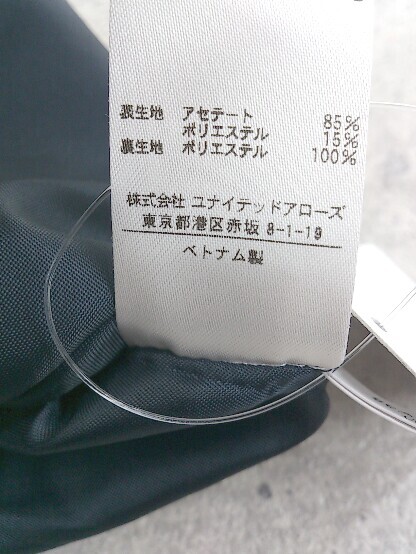 表生地 アセテート 85%
ポリエステル 15%
裏生地 ポリエステル 100%
株式会社 ユナイテッドアローズ
東京都港区赤坂 8-1-19
ベトナム製